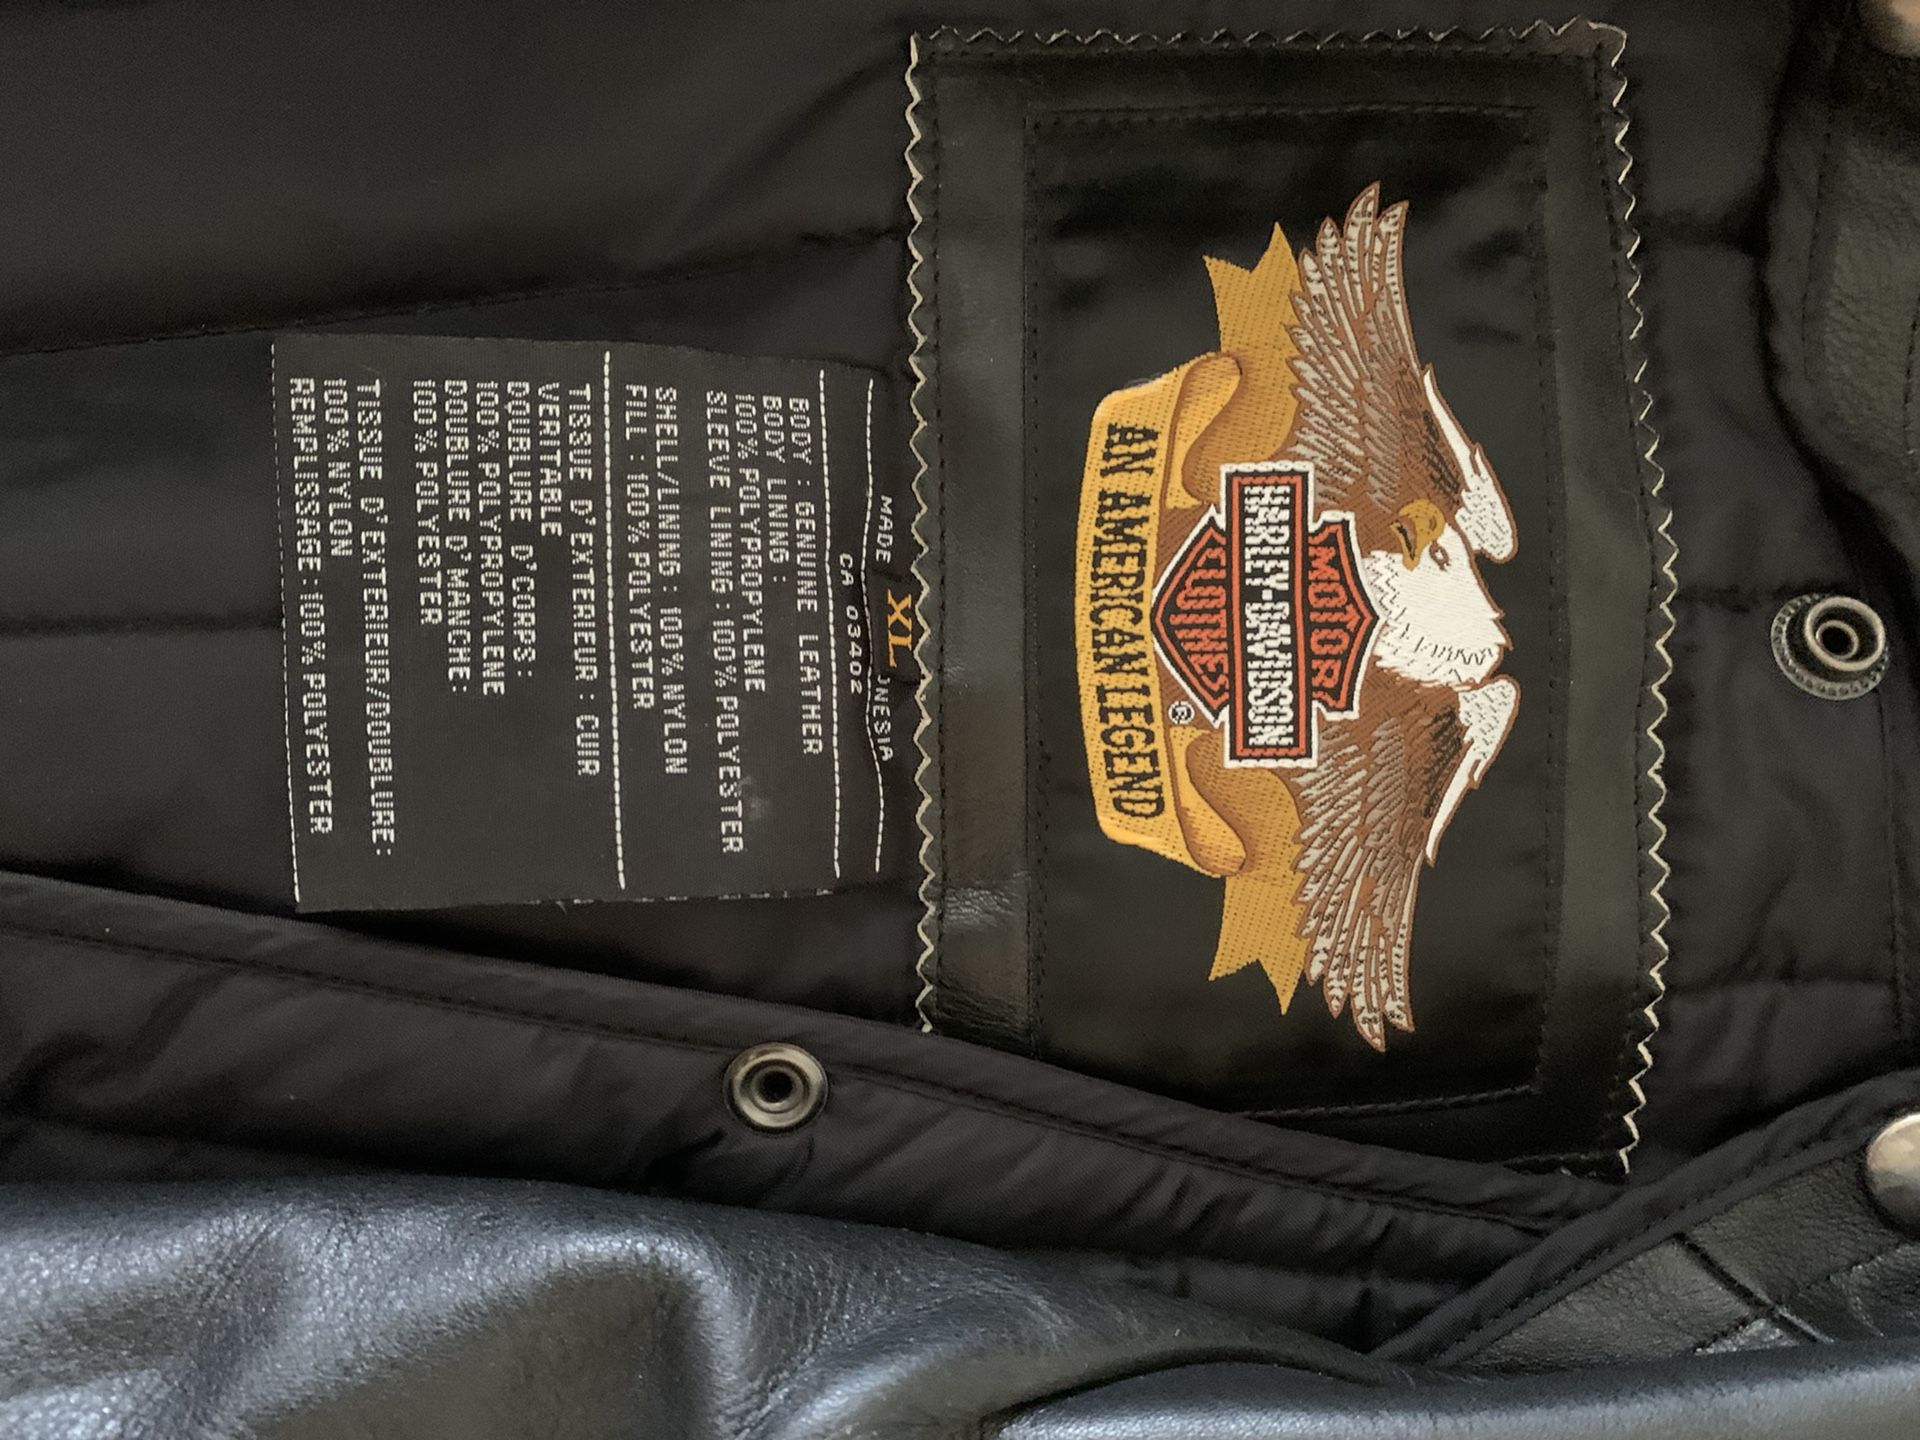 MOTOR
HARLEY-DAVIDSON
CLOTHES
®
AN AMERICAN LEGEND
XL
MADE ONESIA
CA 03402
BODY : GENUINE LEATHER
BODY LINING :
100% POLYPROPYLENE
SLEEVE LINING : 100% POLYESTER
SHELL/LINING : 100% NYLON
FILL : 100% POLYESTER
TISSUE D'EXTERIEUR : CUIR
VERITABLE
DOUBLURE D'CORPS :
100% POLYPROPYLENE
DOUBLURE D'MANCHE :
100% POLYESTER
TISSUE D'EXTERIEUR/DOUBLURE:
100% NYLON
REMPLISSAGE : 100% POLYESTER